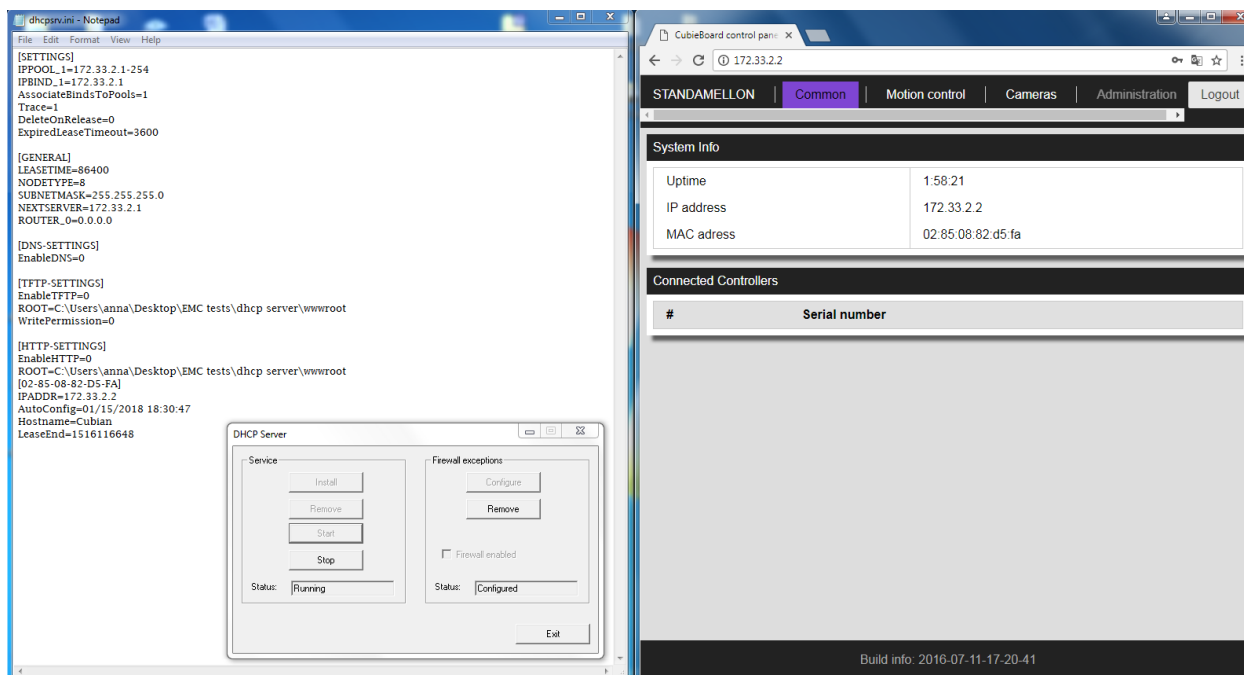 dhcpsrv.ini - Notepad
File Edit Format View Help
[SETTINGS]
IPPOOL_1=172.33.2.1-254
IPBIND_1=172.33.2.1
AssociateBindsToPools=1
Trace=1
DeleteOnRelease=0
ExpiredLeaseTimeout=3600
[GENERAL]
LEASETIME=86400
NODETYPE=8
SUBNETMASK=255.255.255.0
NEXTSERVER=172.33.2.1
ROUTER_0=0.0.0.0
[DNS-SETTINGS]
EnableDNS=0
[TFTP-SETTINGS]
EnableTFTP=0
ROOT=C:\Users\anna\Desktop\EMC tests\dhcp server\wwwroot
WritePermission=0
[HTTP-SETTINGS]
EnableHTTP=0
ROOT=C:\Users\anna\Desktop\EMC tests\dhcp server\wwwroot
[02-85-08-82-D5-FA]
IPADDR=172.33.2.2
AutoConfig=01/15/2018 18:30:47
Hostname=Cubian
LeaseEnd=1516116648
DHCP Server
Service
Install
Remove
Start
Stop
Status: Running
Firewall exceptions
Configure
Remove
Firewall enabled
Status: Configured
Exit
CubieBoard control pane
172.33.2.2
STANDAMELLON Common Motion control Cameras Administration Logout
System Info
Uptime 1:58:21
IP address 172.33.2.2
MAC adress 02:85:08:82:d5:fa
Connected Controllers
# Serial number
Build info: 2016-07-11-17-20-41